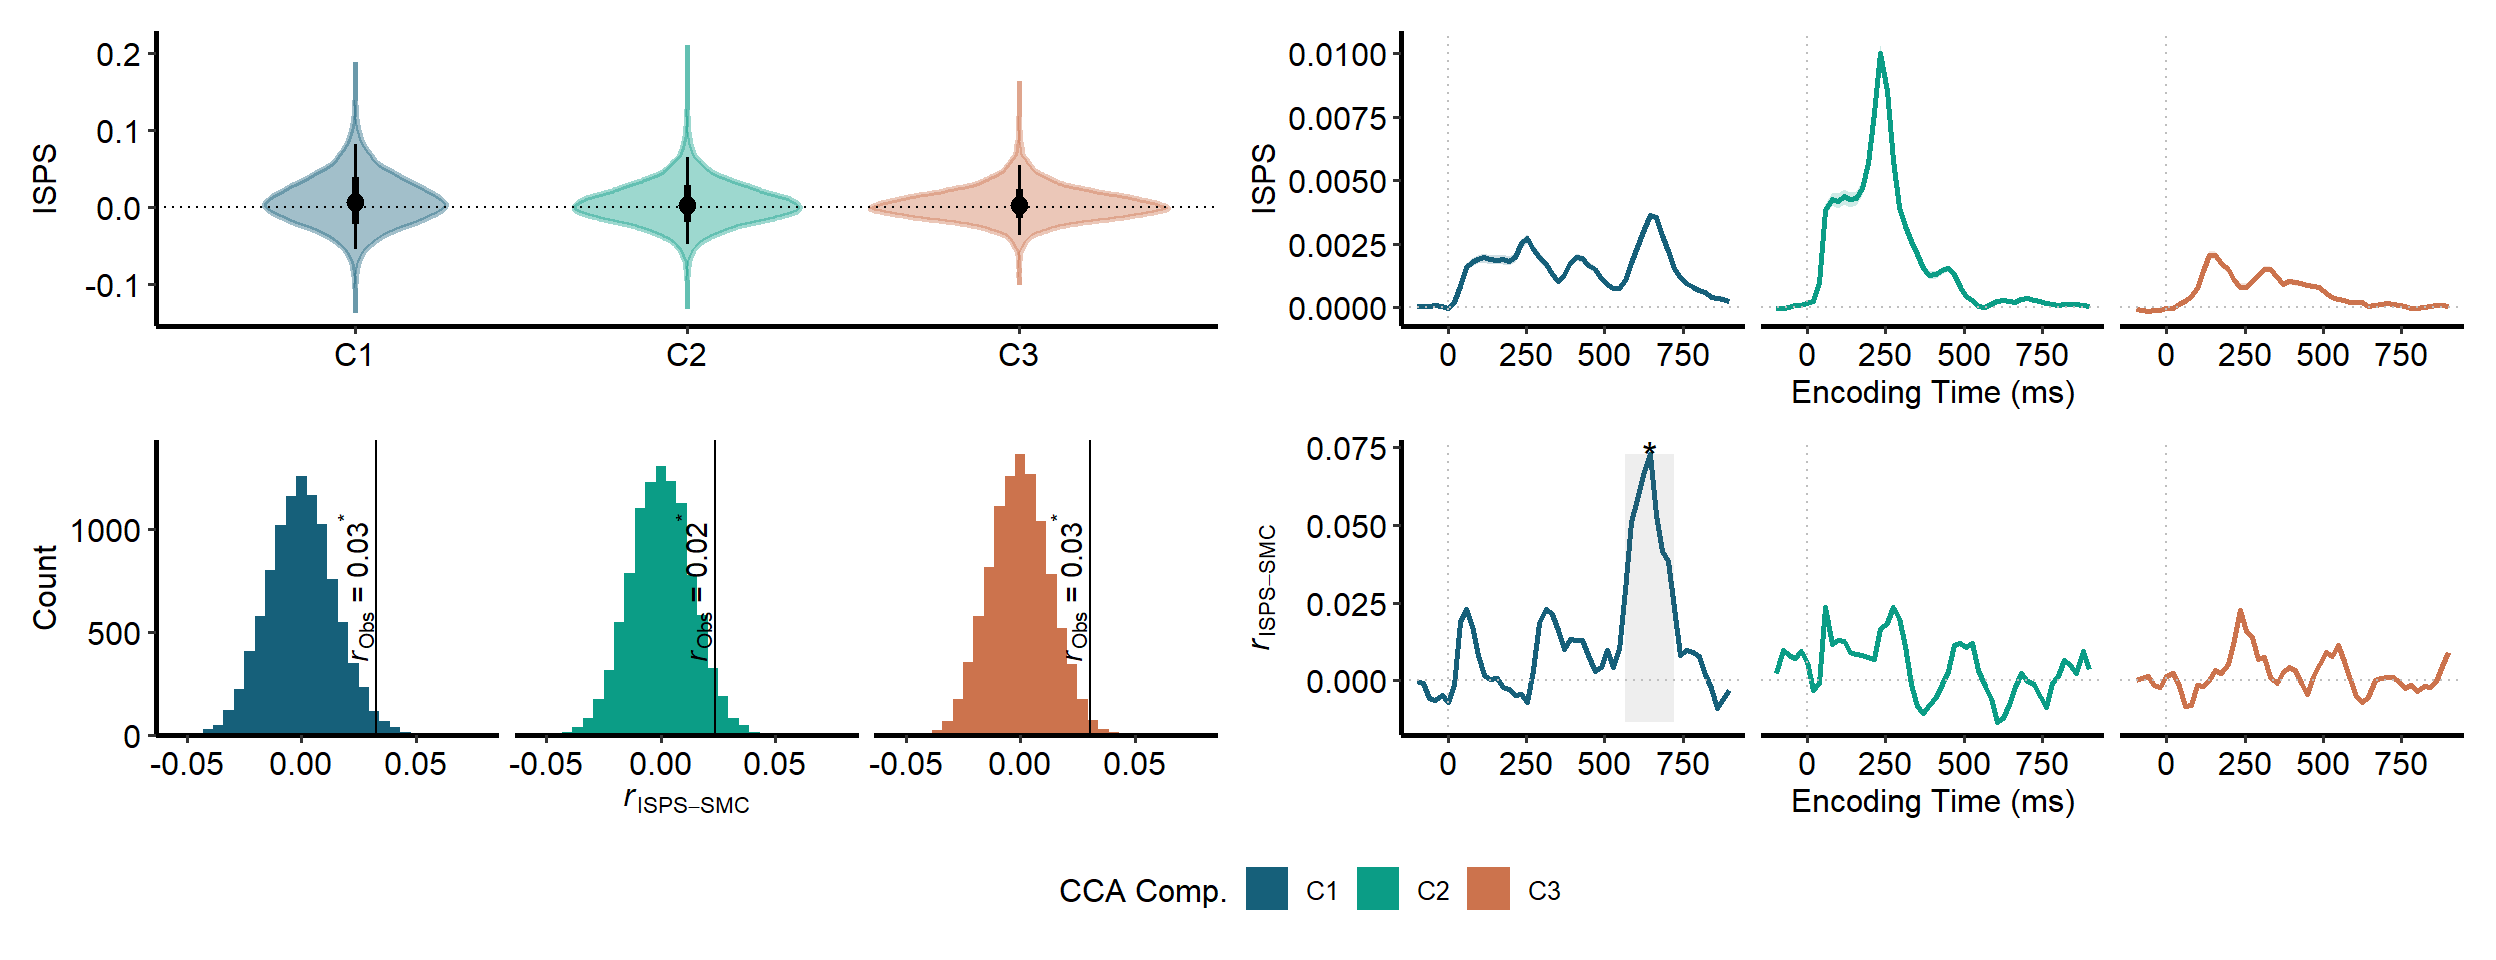 ISPS
0.2
0.1
0.0
-0.1
C1 C2 C3
ISPS
0.0100
0.0075
0.0050
0.0025
0.0000
0 250 500 750 0 250 500 750 0 250 500 750
Encoding Time (ms)
Count
1000
500
0
rObs = 0.03*
rObs = 0.02*
rObs = 0.03*
-0.05 0.00 0.05 -0.05 0.00 0.05 -0.05 0.00 0.05
rISPS−SMC
rISPS−SMC
0.075
0.050
0.025
0.000
*
0 250 500 750 0 250 500 750 0 250 500 750
Encoding Time (ms)
CCA Comp. C1 C2 C3